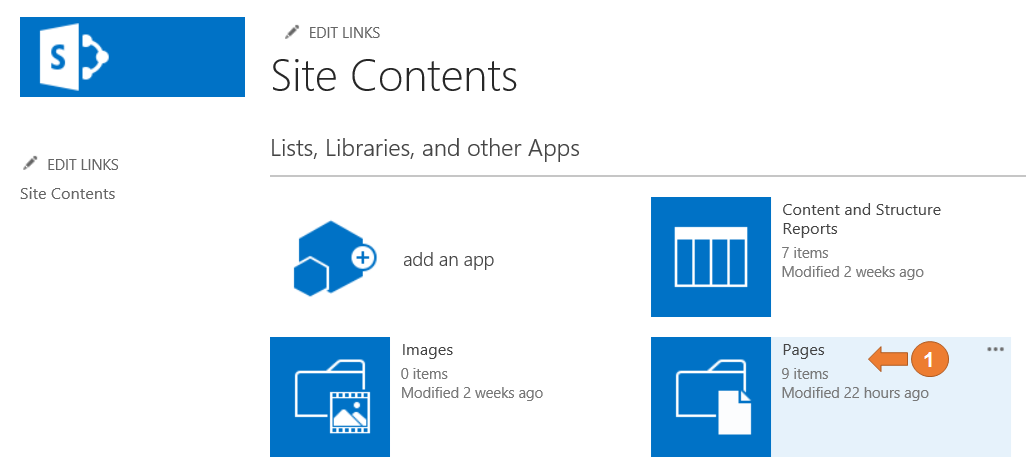 S
EDIT LINKS
Site Contents
EDIT LINKS
Site Contents
Lists, Libraries, and other Apps
add an app
Content and Structure
Reports
7 items
Modified 2 weeks ago
Images
0 items
Modified 2 weeks ago
Pages
9 items
Modified 22 hours ago
1